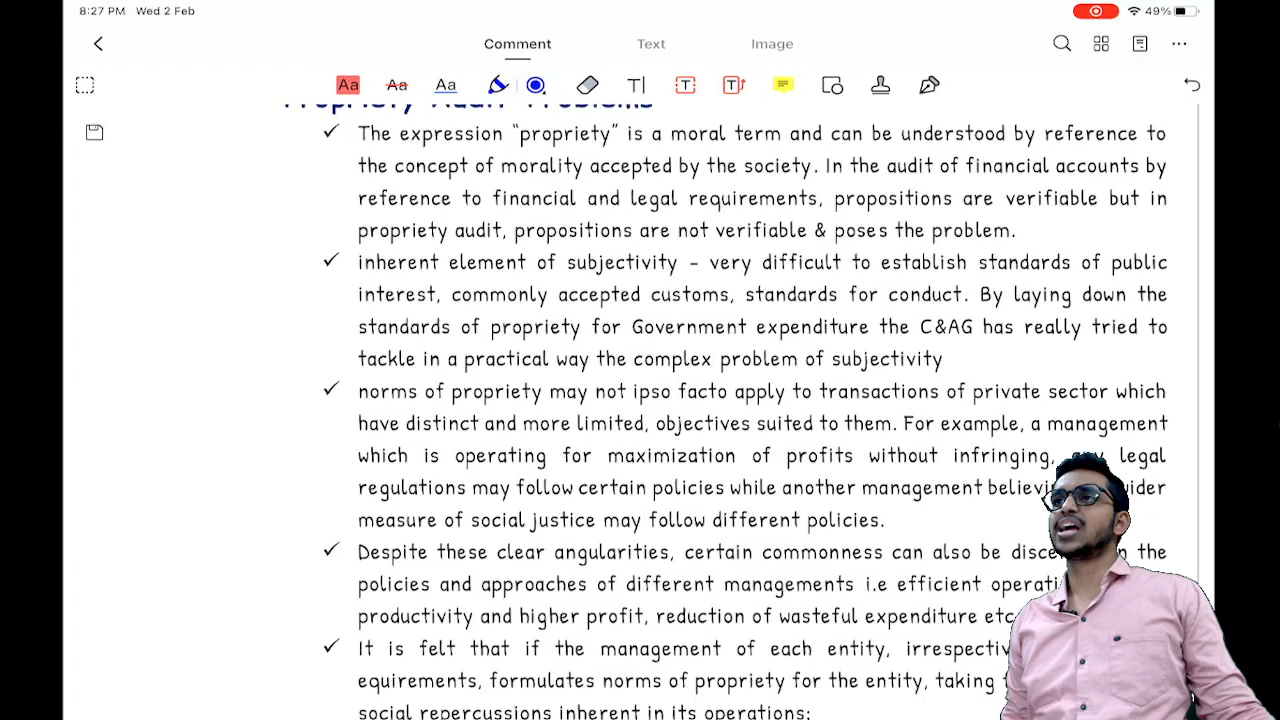 8:27 PM Wed 2 Feb
49%
Comment
Text
Image
Aa Aa Aa T T T
Propriety Audit Problems
✓ The expression "propriety" is a moral term and can be understood by reference to
the concept of morality accepted by the society. In the audit of financial accounts by
reference to financial and legal requirements, propositions are verifiable but in
propriety audit, propositions are not verifiable & poses the problem.
✓ inherent element of subjectivity - very difficult to establish standards of public
interest, commonly accepted customs, standards for conduct. By laying down the
standards of propriety for Government expenditure the C&AG has really tried to
tackle in a practical way the complex problem of subjectivity
✓ norms of propriety may not ipso facto apply to transactions of private sector which
have distinct and more limited, objectives suited to them. For example, a management
which is operating for maximization of profits without infringing, any legal
regulations may follow certain policies while another management
measure of social justice may follow different policies.
✓ Despite these clear angularities, certain commonness can also be the
policies and approaches of different managements i.e efficient
productivity and higher profit, reduction of wasteful expenditure etc
✓ It is felt that if the management of each entity,
equirements, formulates norms of propriety for the entity, taking
social repercussions inherent in its operations: